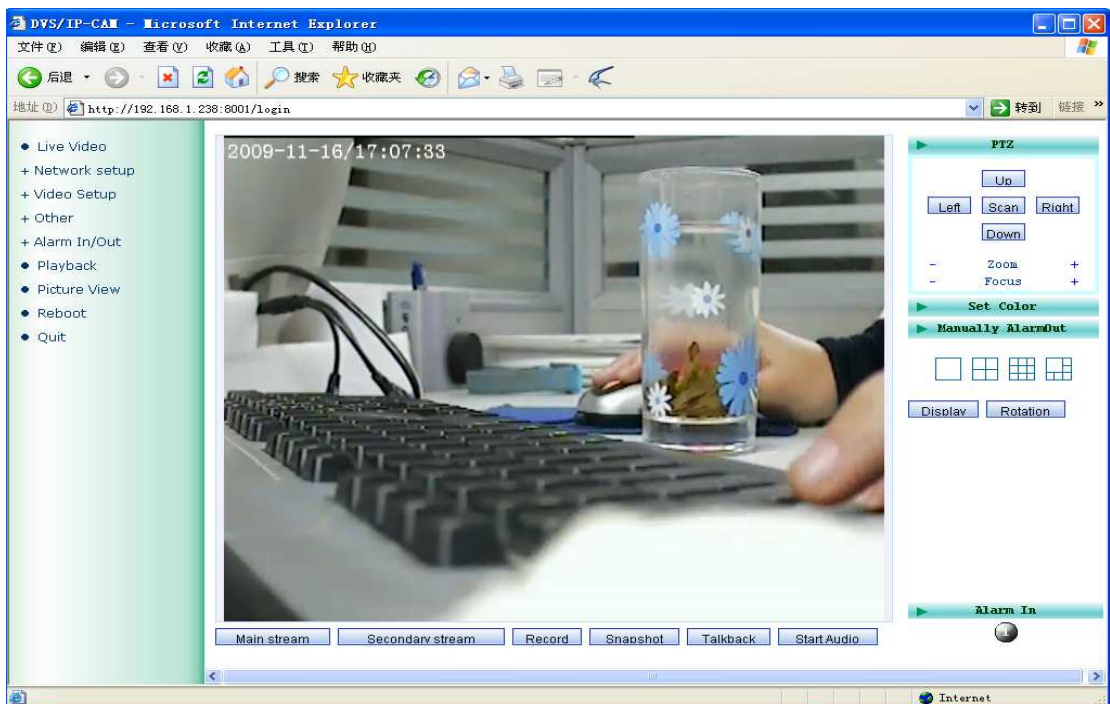 DVS/IP-CAM - Microsoft Internet Explorer
文件(F) 编辑(E) 查看(V) 收藏(A) 工具(T) 帮助(H)
后退 搜索 收藏夹
地址(D) http://192.168.1.238:8001/login 转到 链接 »
Live Video
+ Network setup
+ Video Setup
+ Other
+ Alarm In/Out
Playback
Picture View
Reboot
Quit
2009-11-16/17:07:33
Main stream Secondary stream Record Snapshot Talkback Start Audio
PTZ
Up
Left Scan Right
Down
- Zoom +
- Focus +
Set Color
Manually AlarmOut
Display Rotation
Alarm In
1
Internet